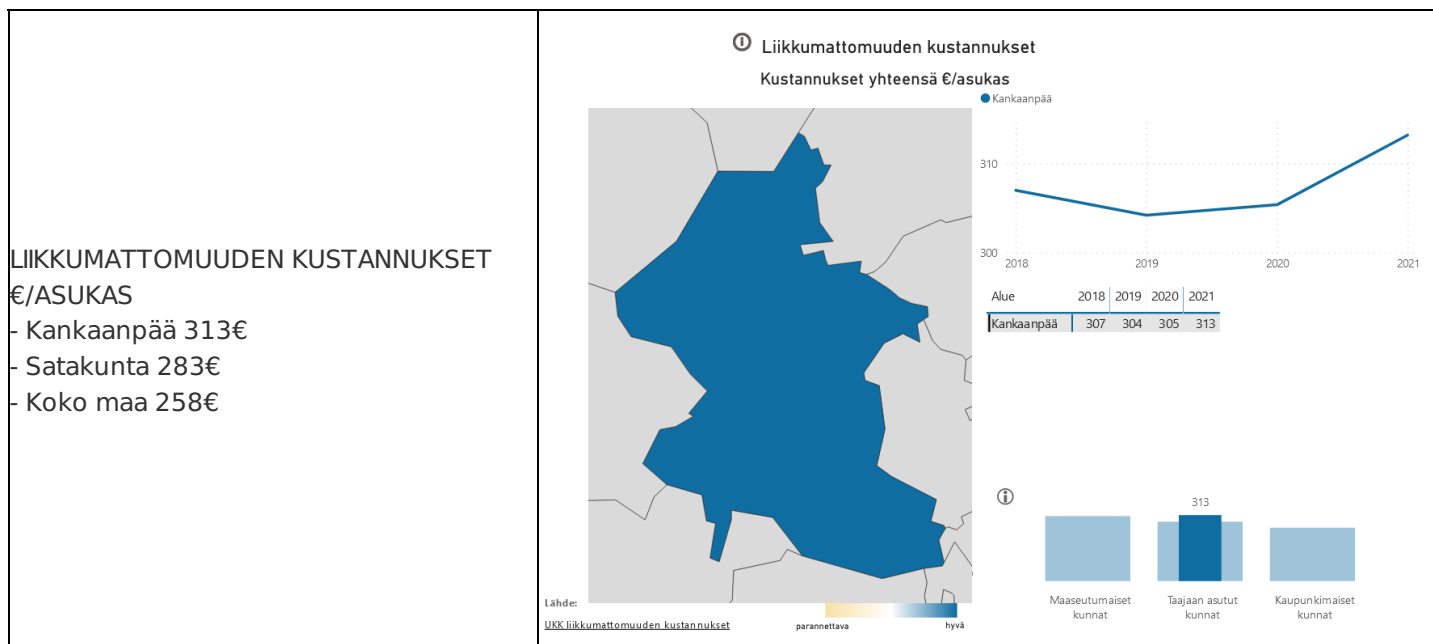 LIIKKUMATTOMUUDEN KUSTANNUKSET
€/ASUKAS
- Kankaanpää 313€
- Satakunta 283€
- Koko maa 258€
Liikkumattomuuden kustannukset
Kustannukset yhteensä €/asukas
Kankaanpää
310
300
2018 2019 2020 2021
Alue 2018 2019 2020 2021
Kankaanpää 307 304 305 313
313
Maaseutumaiset kunnat
Taajaan asutut kunnat
Kaupunkimaiset kunnat
Lähde:
UKK liikkumattomuuden kustannukset
parannettava hyvä